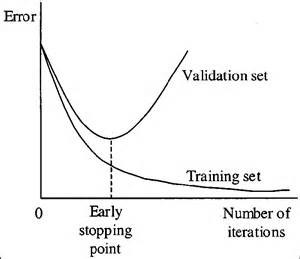 Error
Validation set
Training set
0
Early
stopping
point
Number of
iterations